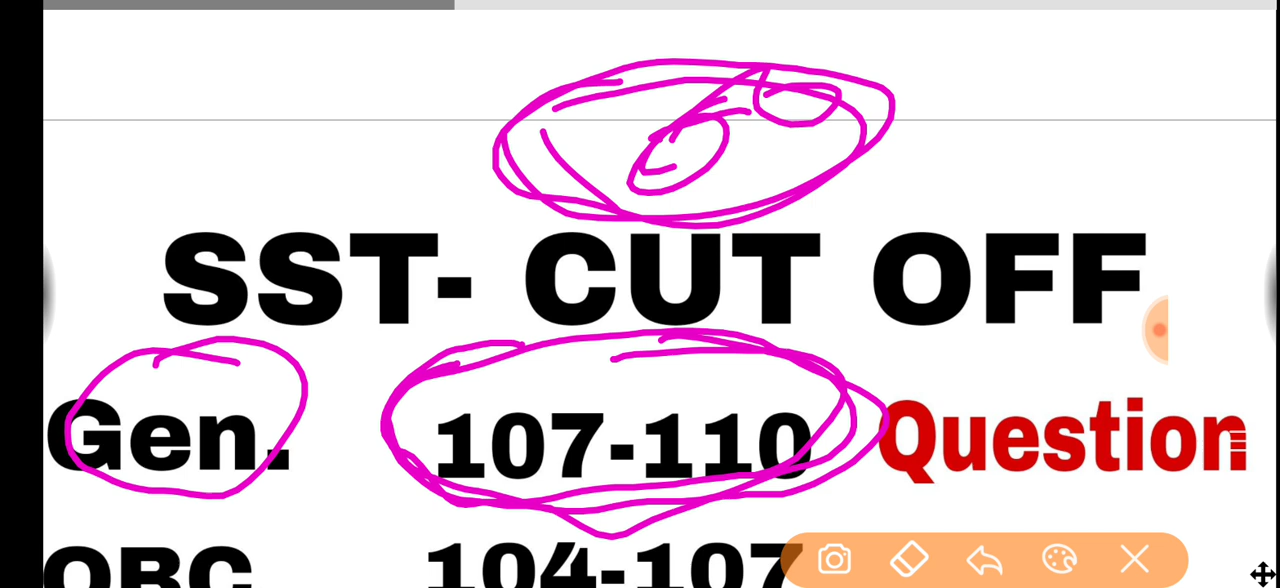 SST- CUT OFF
Gen. 107-110 Question
OBC 104-107